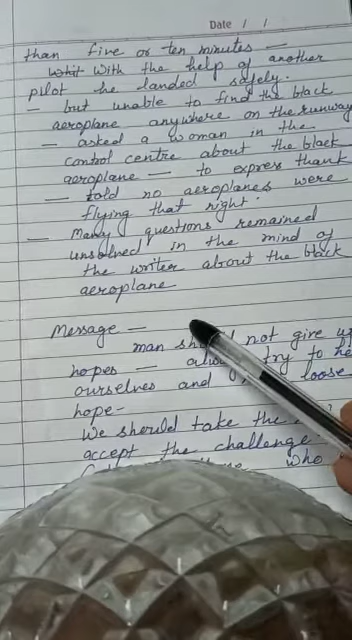 Date / /
than five or ten minutes —
with the help of another
pilot he landed safely.
— but unable to find the black
aeroplane anywhere on the runway
— asked a woman in the
control centre about the black
aeroplane — to express thank
— told no aeroplanes were
flying that night.
— Many questions remained
unsolved in the mind of
the writer about the black
aeroplane
Message —
man should not give up
hopes — try to
ourselves and loose
hope-
We should take the
accept the challenge.
who